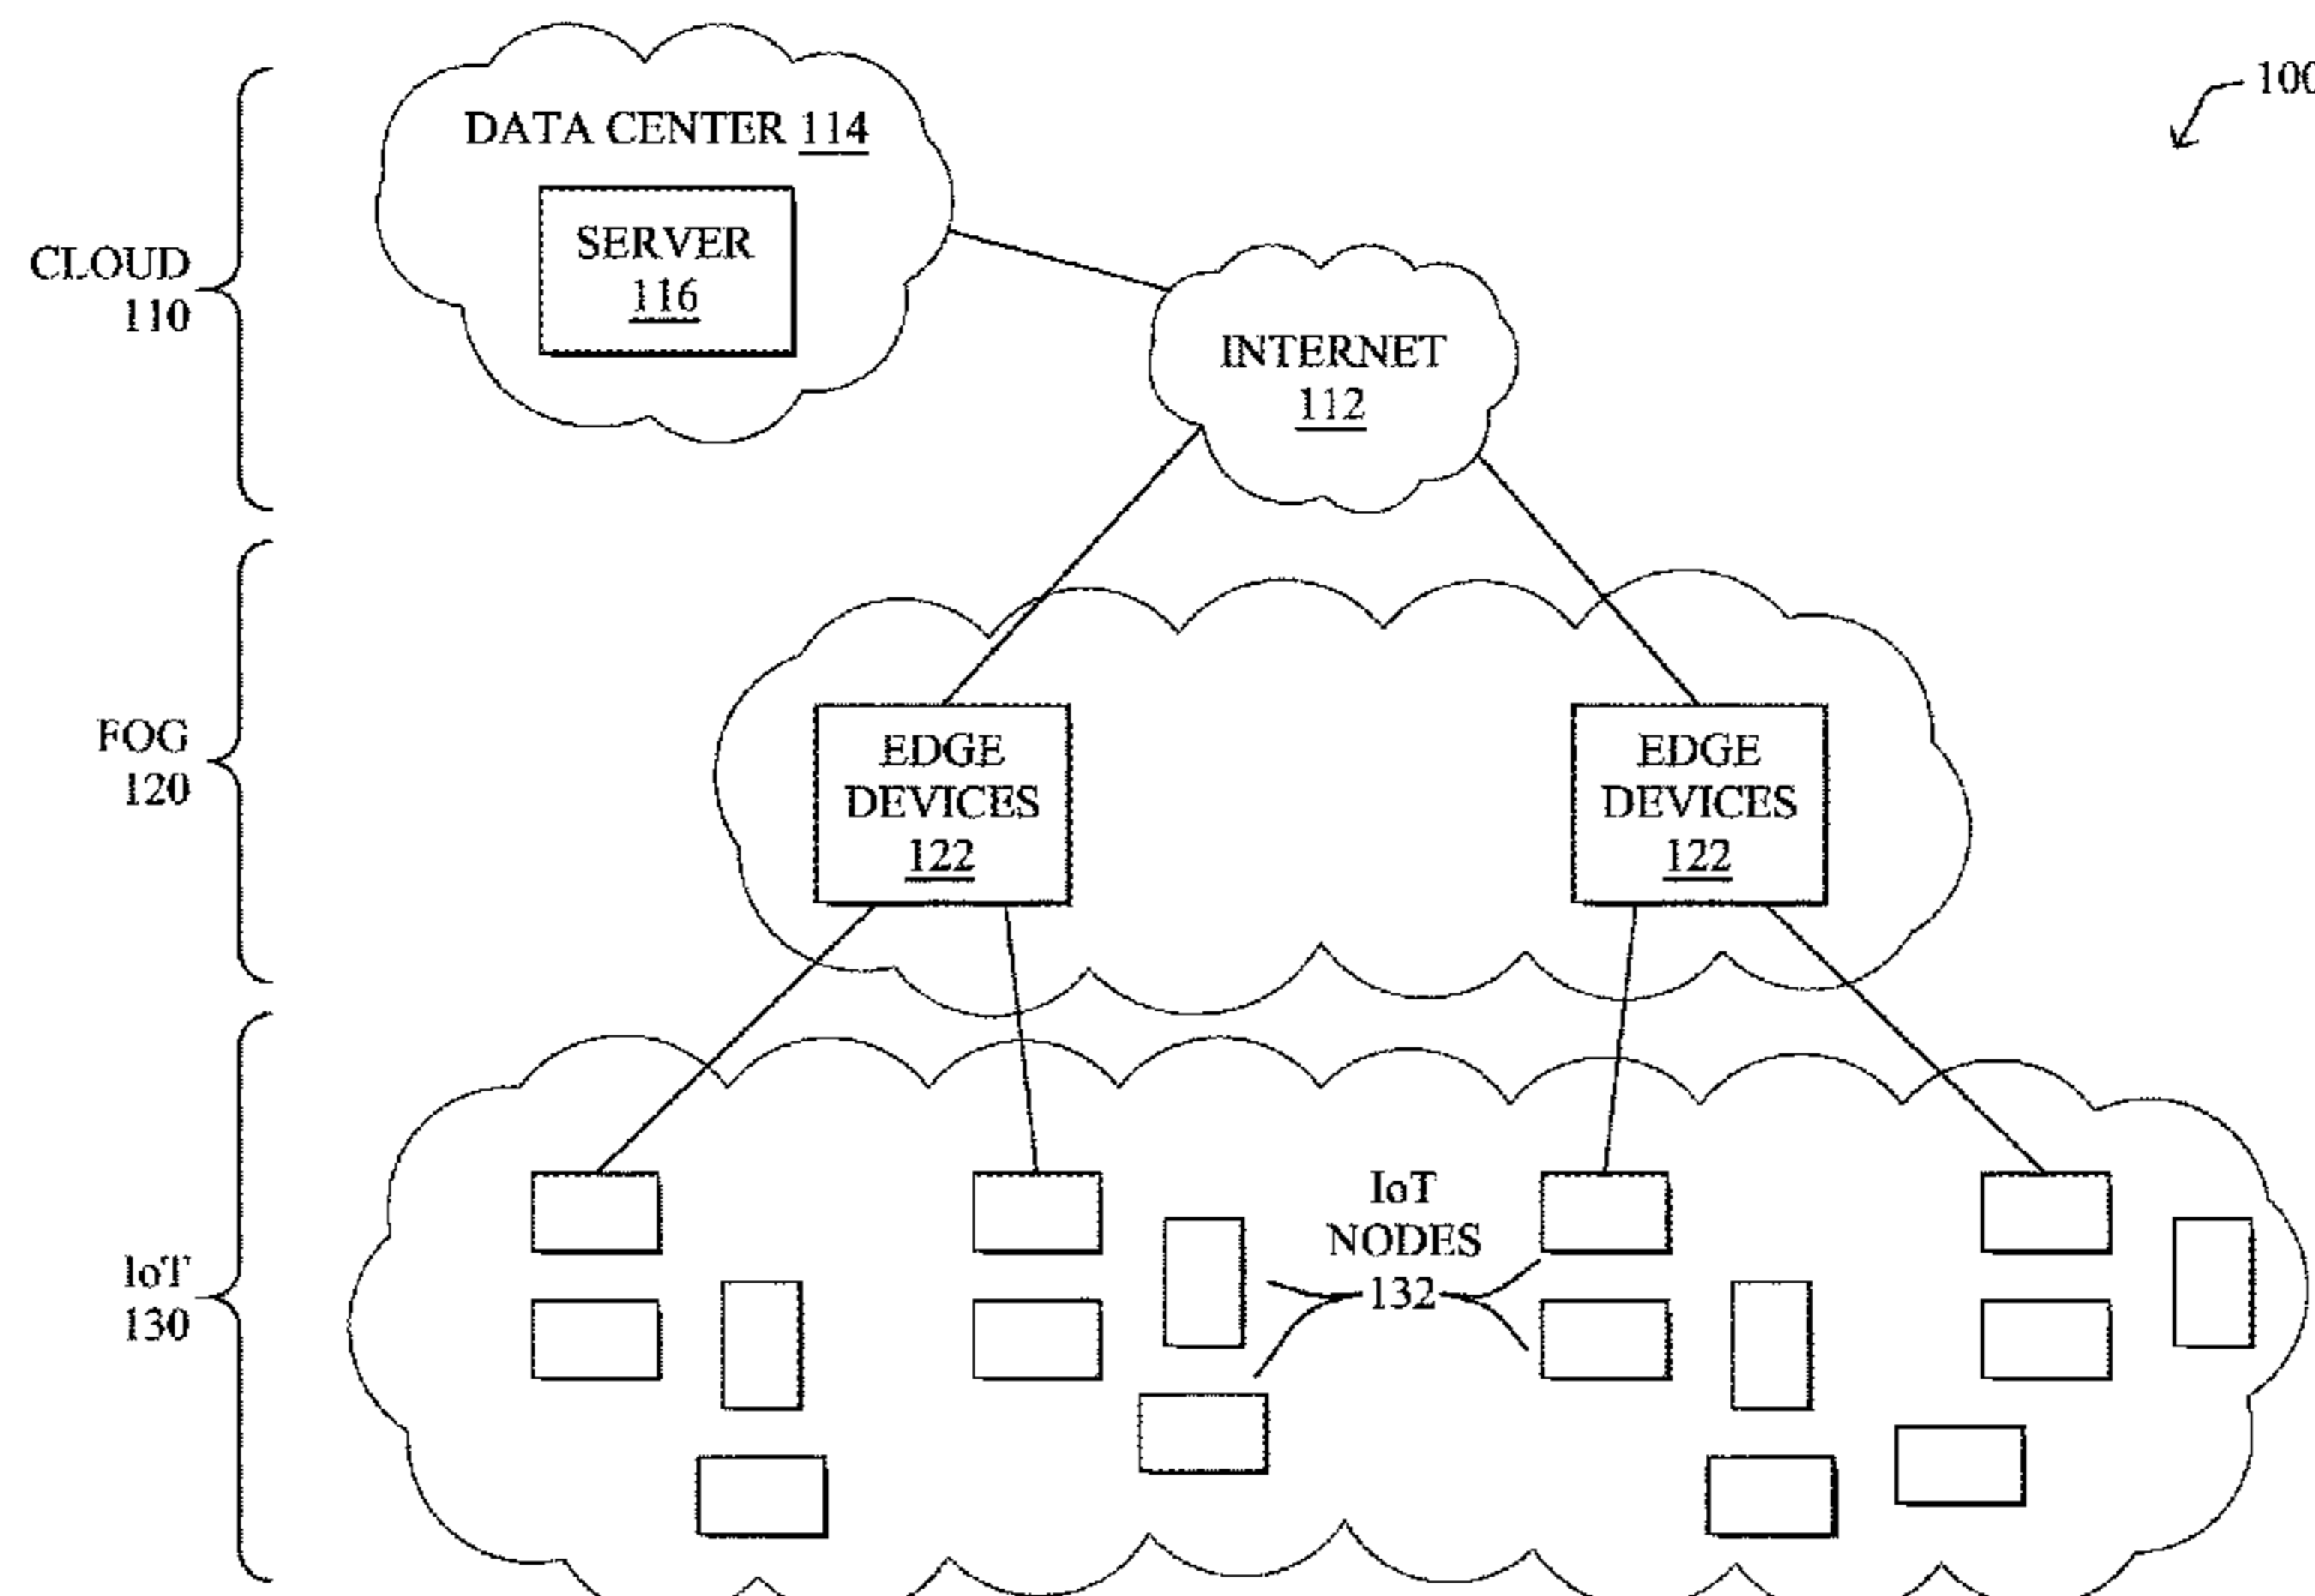 100
DATA CENTER 114
SERVER
116
CLOUD
110
INTERNET
112
FOG
120
EDGE
DEVICES
122
EDGE
DEVICES
122
IoT
130
IoT
NODES
132